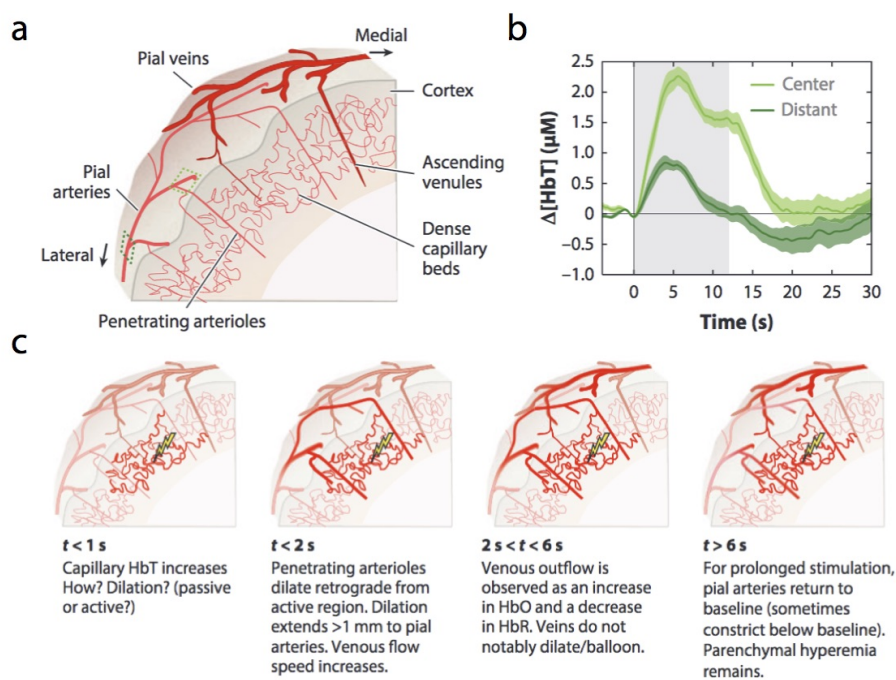 a
Medial
Pial veins
Cortex
Pial
arteries
Ascending
venules
Lateral
Dense
capillary
beds
Penetrating arterioles
b
Δ[HbT] (μM)
2.5
2.0
1.5
1.0
0.5
0
−0.5
−1.0
Center
Distant
0 5 10 15 20 25 30
Time (s)
c
t < 1 s
Capillary HbT increases
How? Dilation? (passive
or active?)
t < 2 s
Penetrating arterioles
dilate retrograde from
active region. Dilation
extends >1 mm to pial
arteries. Venous flow
speed increases.
2 s < t < 6 s
Venous outflow is
observed as an increase
in HbO and a decrease
in HbR. Veins do not
notably dilate/balloon.
t > 6 s
For prolonged stimulation,
pial arteries return to
baseline (sometimes
constrict below baseline).
Parenchymal hyperemia
remains.